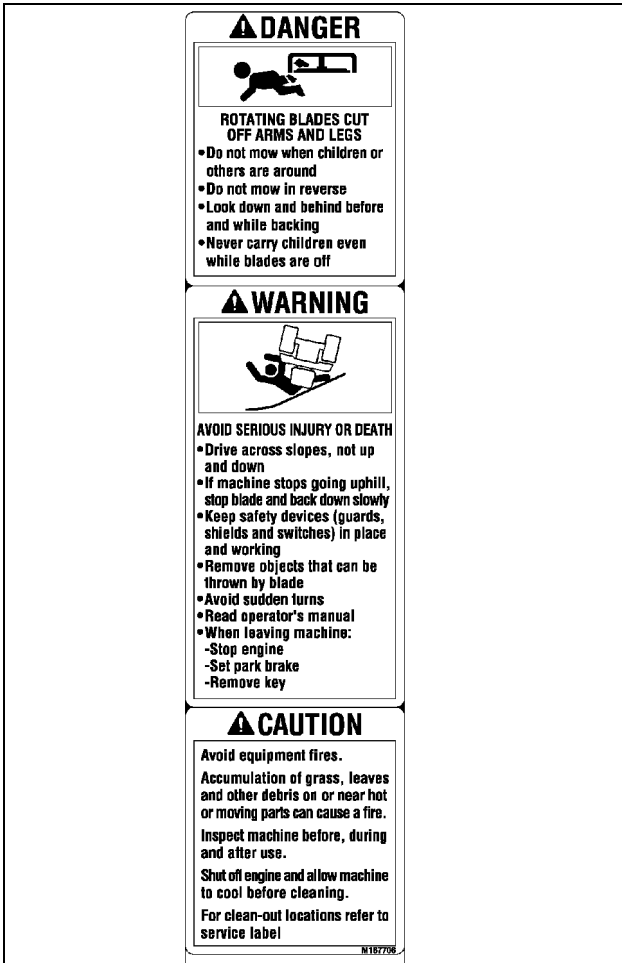 DANGER
ROTATING BLADES CUT
OFF ARMS AND LEGS
•Do not mow when children or
others are around
•Do not mow in reverse
•Look down and behind before
and while backing
•Never carry children even
while blades are off
WARNING
AVOID SERIOUS INJURY OR DEATH
•Drive across slopes, not up
and down
•If machine stops going uphill,
stop blade and back down slowly
•Keep safety devices (guards,
shields and switches) in place
and working
•Remove objects that can be
thrown by blade
•Avoid sudden turns
•Read operator's manual
•When leaving machine:
-Stop engine
-Set park brake
-Remove key
CAUTION
Avoid equipment fires.
Accumulation of grass, leaves
and other debris on or near hot
or moving parts can cause a fire.
Inspect machine before, during
and after use.
Shut off engine and allow machine
to cool before cleaning.
For clean-out locations refer to
service label
M167706